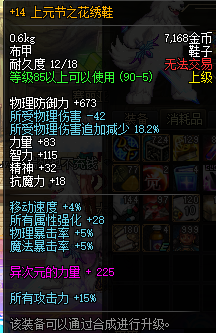 +14 上元节之花绣鞋
0.6kg 7,168金币
布甲 鞋子
耐久度 12/18 无法交易
等级85以上可以使用 (90-5) 上级
物理防御力 +673
所受物理伤害 -42
所受物理伤害追加减少 18.2%
力量 +83
智力 +115
精神 +32
抗魔力 +18
移动速度 +4%
所有属性强化 +28
物理暴击率 +5%
魔法暴击率 +5%
异次元的力量 + 225
所有攻击力 +15%
该装备可以通过合成进行升级。
装备
消耗品